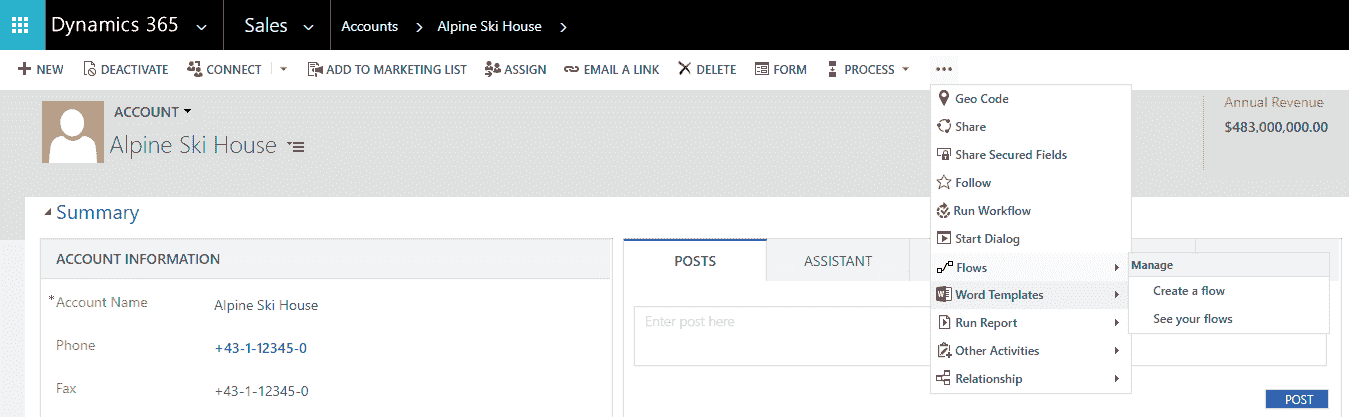 Dynamics 365 Sales Accounts Alpine Ski House
NEW DEACTIVATE CONNECT ADD TO MARKETING LIST ASSIGN EMAIL A LINK DELETE FORM PROCESS •••
ACCOUNT
Alpine Ski House
Annual Revenue
$483,000,000.00
Geo Code
Share
Share Secured Fields
Follow
Run Workflow
Start Dialog
Flows
Word Templates
Run Report
Other Activities
Relationship
Manage
Create a flow
See your flows
Summary
ACCOUNT INFORMATION
*Account Name Alpine Ski House
Phone +43-1-12345-0
Fax +43-1-12345-0
POSTS ASSISTANT
Enter post here
POST